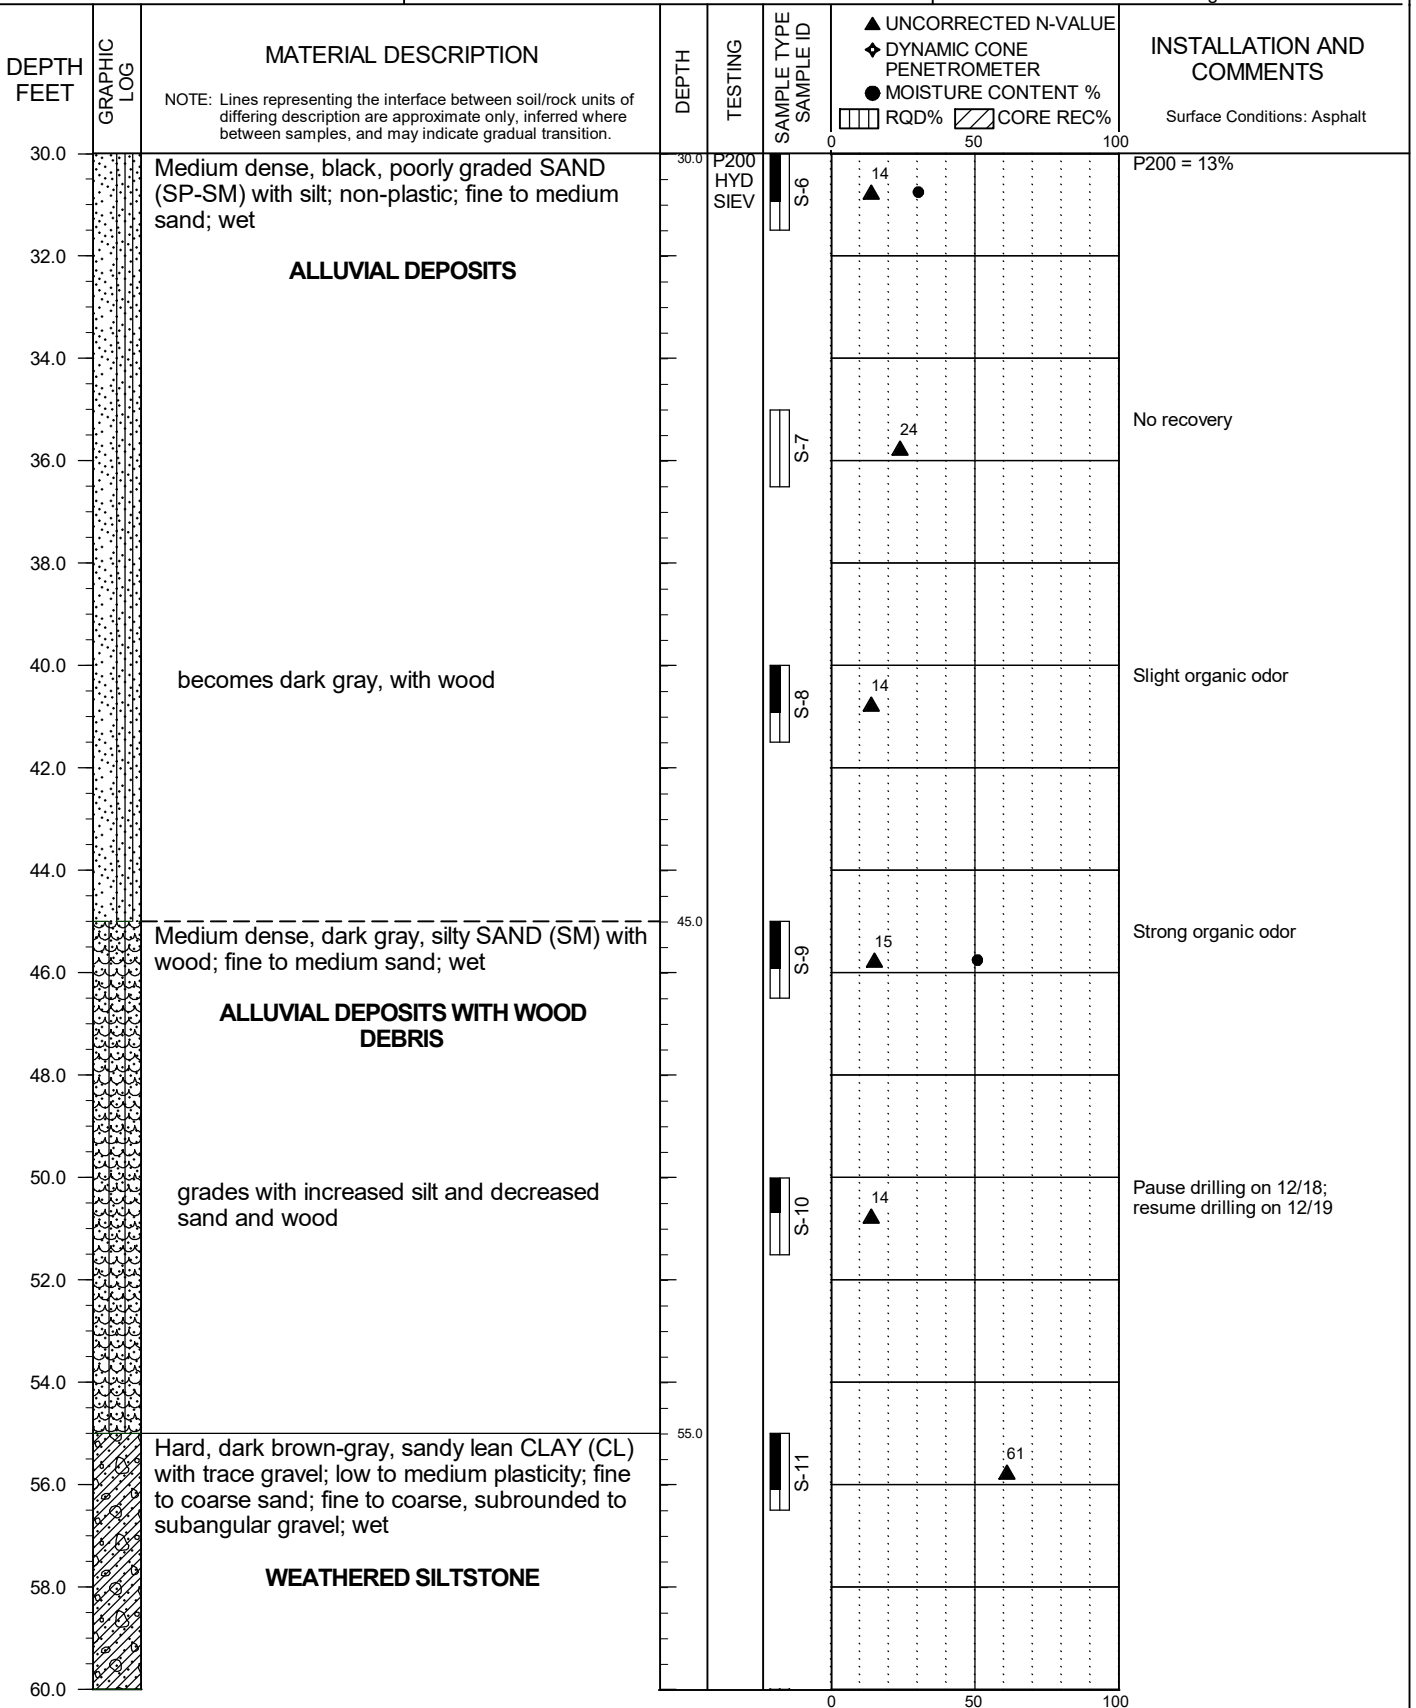 DEPTH
FEET
GRAPHIC
LOG
MATERIAL DESCRIPTION
NOTE: Lines representing the interface between soil/rock units of
differing description are approximate only, inferred where
between samples, and may indicate gradual transition.
DEPTH
TESTING
SAMPLE TYPE
SAMPLE ID
▲ UNCORRECTED N-VALUE
DYNAMIC CONE
PENETROMETER
● MOISTURE CONTENT %
RQD% CORE REC%
0 50 100
INSTALLATION AND
COMMENTS
Surface Conditions: Asphalt
30.0
Medium dense, black, poorly graded SAND
(SP-SM) with silt; non-plastic; fine to medium
sand; wet
30.0
P200
HYD
SIEV
S-6
14
P200 = 13%
32.0
ALLUVIAL DEPOSITS
34.0
S-7
24
No recovery
36.0
38.0
40.0
becomes dark gray, with wood
S-8
14
Slight organic odor
42.0
44.0
45.0
Medium dense, dark gray, silty SAND (SM) with
wood; fine to medium sand; wet
S-9
15
Strong organic odor
46.0
ALLUVIAL DEPOSITS WITH WOOD
DEBRIS
48.0
50.0
grades with increased silt and decreased
sand and wood
S-10
14
Pause drilling on 12/18;
resume drilling on 12/19
52.0
54.0
55.0
Hard, dark brown-gray, sandy lean CLAY (CL)
with trace gravel; low to medium plasticity; fine
to coarse sand; fine to coarse, subrounded to
subangular gravel; wet
S-11
61
56.0
WEATHERED SILTSTONE
58.0
60.0
0 50 100